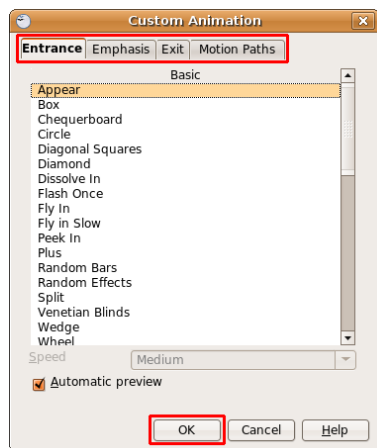 Custom Animation
Entrance Emphasis Exit Motion Paths
Basic
Appear
Box
Chequerboard
Circle
Diagonal Squares
Diamond
Dissolve In
Flash Once
Fly In
Fly in Slow
Peek In
Plus
Random Bars
Random Effects
Split
Venetian Blinds
Wedge
Wheel
Speed Medium
Automatic preview
OK Cancel Help